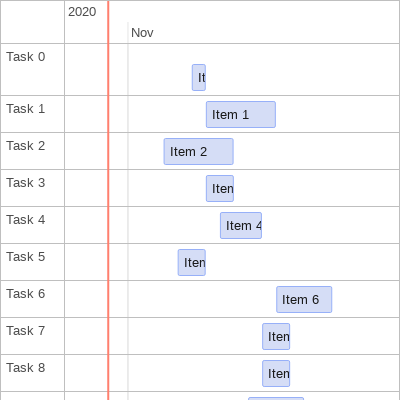 2020
Nov
Task 0
It
Task 1
Item 1
Task 2
Item 2
Task 3
Iten
Task 4
Item 4
Task 5
Iten
Task 6
Item 6
Task 7
Iten
Task 8
Iten